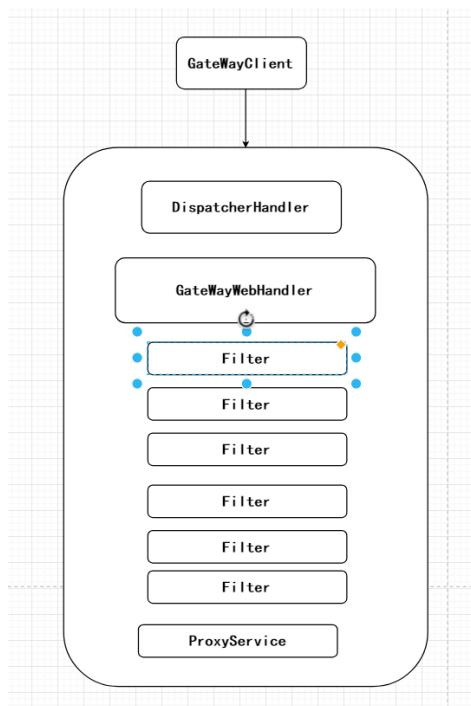 GateWayClient
DispatcherHandler
GateWayWebHandler
Filter
Filter
Filter
Filter
Filter
Filter
ProxyService